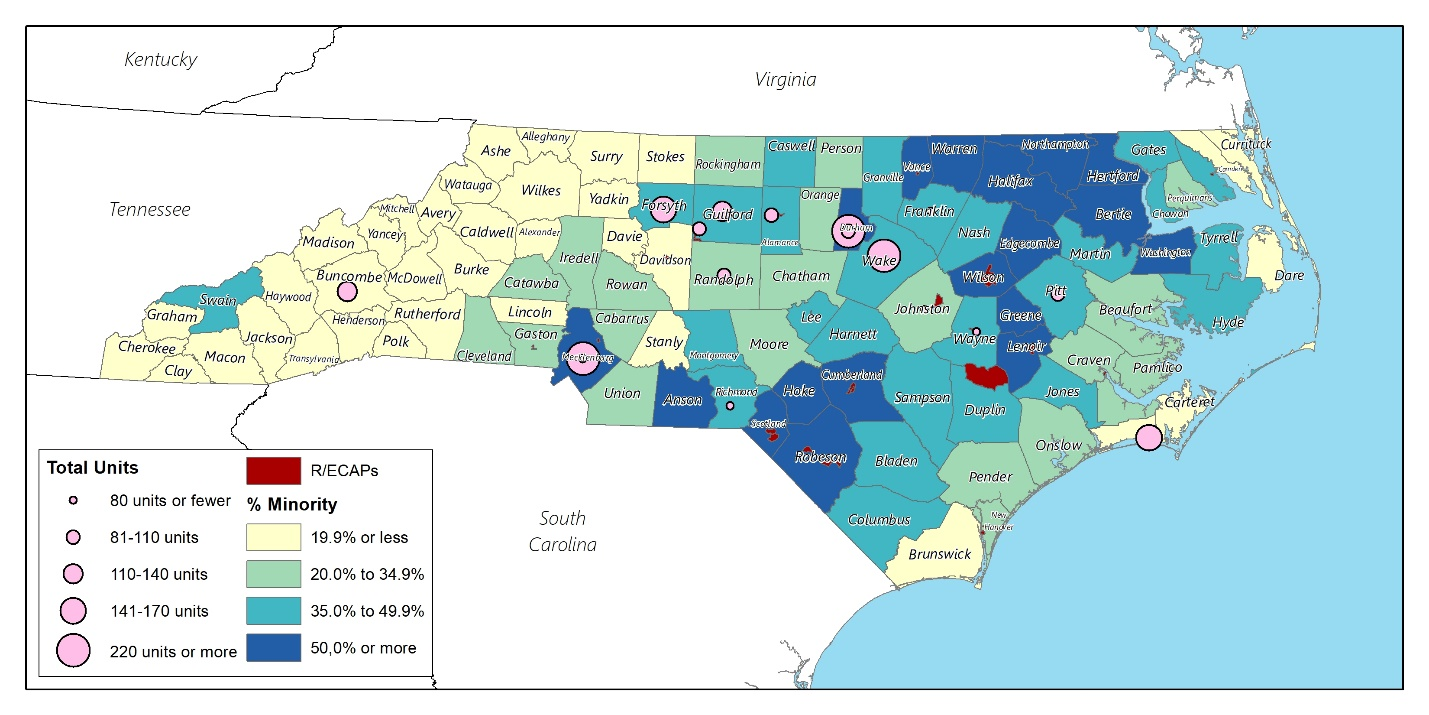 Kentucky
Virginia
Tennessee
South
Carolina
Alleghany
Ashe
Surry
Stokes
Rockingham
Caswell
Person
Granville
Vance
Warren
Northampton
Gates
Currituck
Camden
Watauga
Wilkes
Yadkin
Forsyth
Guilford
Alamance
Orange
Durham
Franklin
Halifax
Hertford
Bertie
Perquimans
Chowan
Mitchell
Avery
Madison
Yancey
Caldwell
Alexander
Davie
Iredell
Davidson
Randolph
Chatham
Wake
Nash
Edgecombe
Martin
Washington
Tyrrell
Dare
Swain
Haywood
Buncombe
McDowell
Burke
Catawba
Rowan
Johnston
Wilson
Pitt
Beaufort
Hyde
Graham
Jackson
Henderson
Rutherford
Polk
Lincoln
Gaston
Cleveland
Cabarrus
Stanly
Montgomery
Moore
Lee
Harnett
Wayne
Greene
Lenoir
Craven
Pamlico
Cherokee
Clay
Macon
Transylvania
Mecklenburg
Union
Anson
Richmond
Scotland
Hoke
Cumberland
Sampson
Duplin
Jones
Carteret
Robeson
Bladen
Pender
Onslow
Columbus
Brunswick
New
Hanover
Total Units
80 units or fewer
81-110 units
110-140 units
141-170 units
220 units or more
R/ECAPs
% Minority
19.9% or less
20.0% to 34.9%
35.0% to 49.9%
50,0% or more